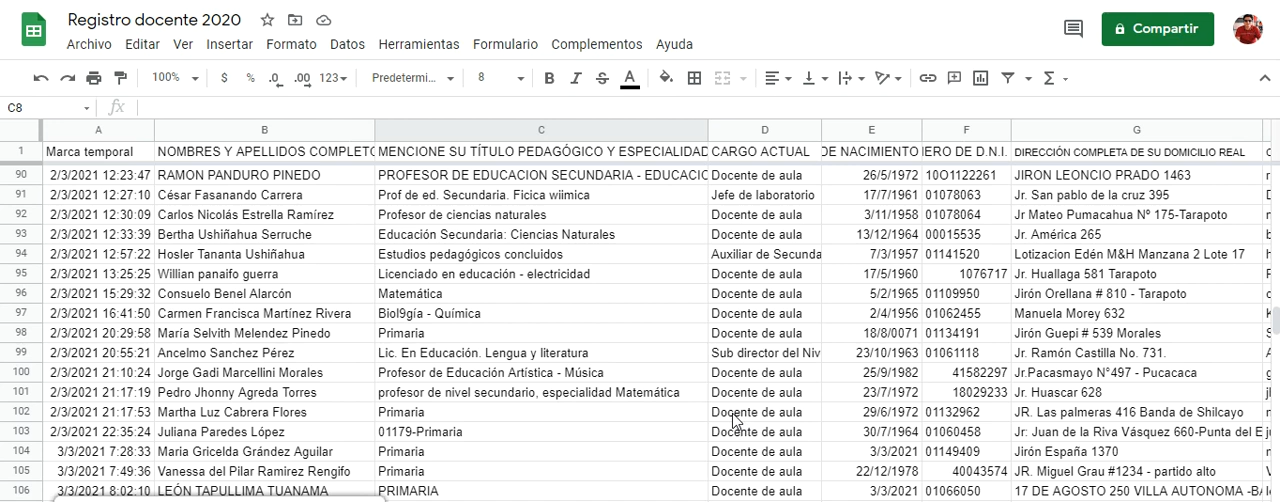 Registro docente 2020
Archivo Editar Ver Insertar Formato Datos Herramientas Formulario Complementos Ayuda
Compartir
100% $ % .0 .00 123 Predetermi... 8 B I S A
C8 fx
A B C D E F G
1 Marca temporal NOMBRES Y APELLIDOS COMPLETO MENCIONE SU TÍTULO PEDAGÓGICO Y ESPECIALIDAD CARGO ACTUAL DE NACIMIENTO IERO DE D.N.I. DIRECCIÓN COMPLETA DE SU DOMICILIO REAL
90 2/3/2021 12:23:47 RAMON PANDURO PINEDO PROFESOR DE EDUCACION SECUNDARIA - EDUCACIO Docente de aula 26/5/1972 10O1122261 JIRON LEONCIO PRADO 1463
91 2/3/2021 12:27:10 César Fasanando Carrera Prof de ed. Secundaria. Ficica wiimica Jefe de laboratorio 17/7/1961 01078063 Jr. San pablo de la cruz 395
92 2/3/2021 12:30:09 Carlos Nicolás Estrella Ramírez Profesor de ciencias naturales Docente de aula 3/11/1958 01078064 Jr Mateo Pumacahua Nº 175-Tarapoto
93 2/3/2021 12:33:39 Bertha Ushiñahua Serruche Educación Secundaria: Ciencias Naturales Docente de aula 13/12/1964 00015535 Jr. América 265
94 2/3/2021 12:57:22 Hosler Tananta Ushiñahua Estudios pedagógicos concluidos Auxiliar de Secunda 7/3/1957 01141520 Lotizacion Edén M&H Manzana 2 Lote 17
95 2/3/2021 13:25:25 Willian panaifo guerra Licenciado en educación - electricidad Docente de aula 17/5/1960 1076717 Jr. Huallaga 581 Tarapoto
96 2/3/2021 15:29:32 Consuelo Benel Alarcón Matemática Docente de aula 5/2/1965 01109950 Jirón Orellana # 810 - Tarapoto
97 2/3/2021 16:41:50 Carmen Francisca Martínez Rivera Biol9gía - Química Docente de aula 2/4/1956 01062455 Manuela Morey 632
98 2/3/2021 20:29:58 María Selvith Melendez Pinedo Primaria Docente de aula 18/8/0071 01134191 Jirón Guepi # 539 Morales
99 2/3/2021 20:55:21 Ancelmo Sanchez Pérez Lic. En Educación. Lengua y literatura Sub director del Niv 23/10/1963 01061118 Jr. Ramón Castilla No. 731.
100 2/3/2021 21:10:24 Jorge Gadi Marcellini Morales Profesor de Educación Artística - Música Docente de aula 25/9/1982 41582297 Jr.Pacasmayo N°497 - Pucacaca
101 2/3/2021 21:17:19 Pedro Jhonny Agreda Torres profesor de nivel secundario, especialidad Matemática Docente de aula 23/7/1972 18029233 Jr. Huascar 628
102 2/3/2021 21:17:53 Martha Luz Cabrera Flores Primaria Docente de aula 29/6/1972 01132962 JR. Las palmeras 416 Banda de Shilcayo
103 2/3/2021 22:35:24 Juliana Paredes López 01179-Primaria Docente de aula 30/7/1964 01060458 Jr: Juan de la Riva Vásquez 660-Punta del E
104 3/3/2021 7:28:33 Maria Gricelda Grández Aguilar Primaria Docente de aula 3/3/2021 01149409 Jirón España 1370
105 3/3/2021 7:49:36 Vanessa del Pilar Ramirez Rengifo Primaria Docente de aula 22/12/1978 40043574 JR. Miguel Grau #1234 - partido alto
106 3/3/2021 8:02:10 LEÓN TAPULLIMA TUANAMA PRIMARIA Docente de aula 3/3/2021 01066050 17 DE AGOSTO 250 VILLA AUTONOMA -BA